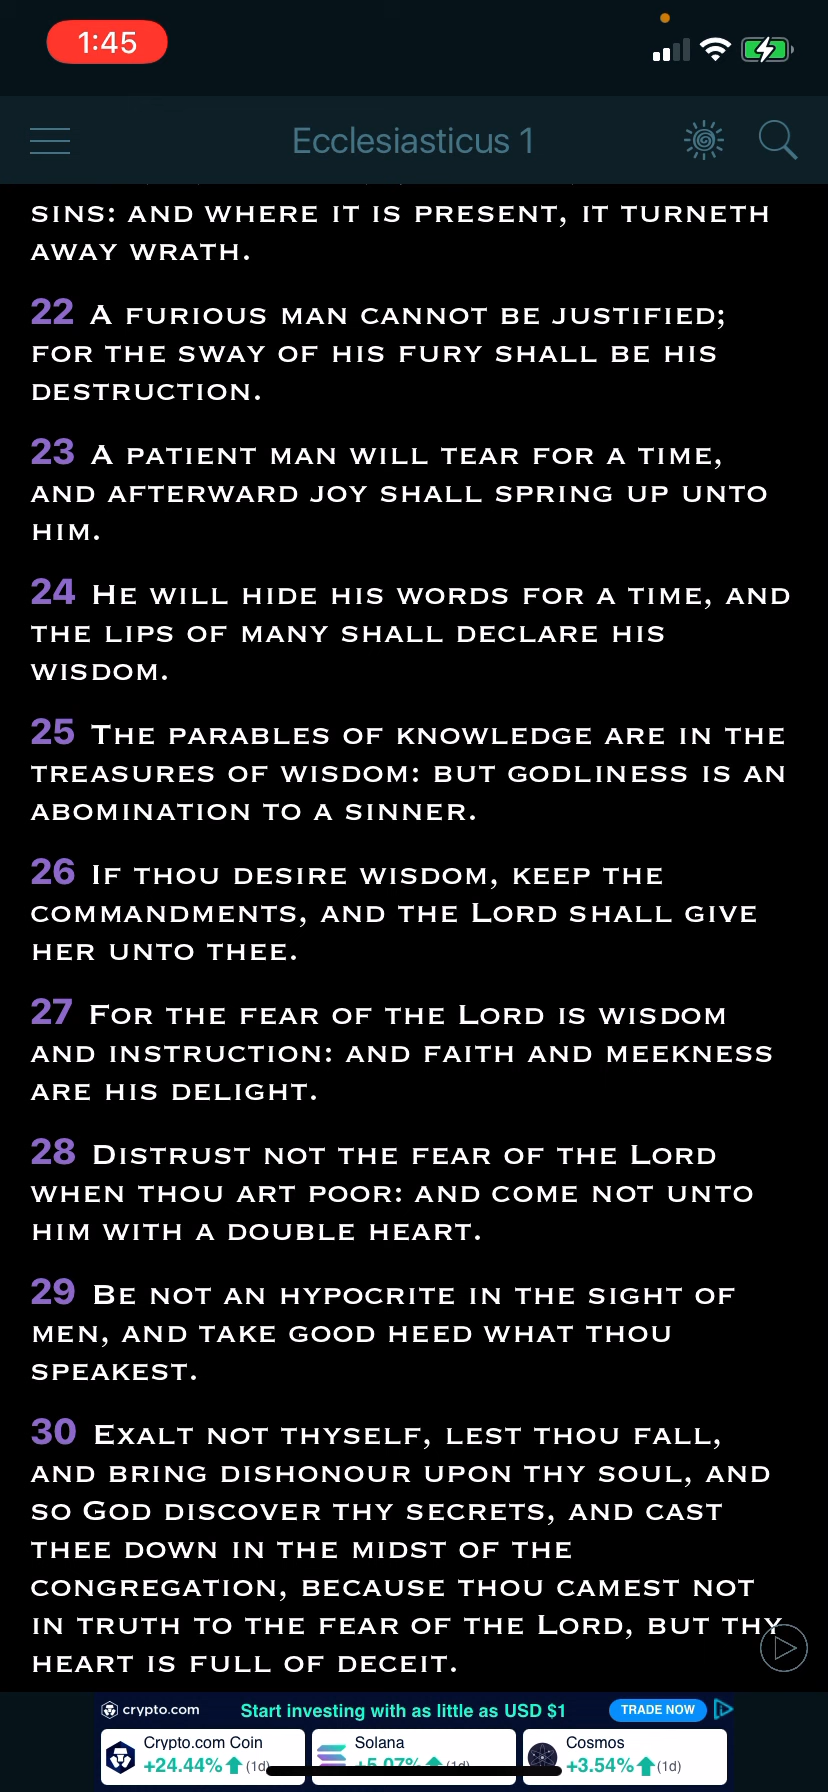 1:45
Ecclesiasticus 1
SINS: AND WHERE IT IS PRESENT, IT TURNETH
AWAY WRATH.
22 A FURIOUS MAN CANNOT BE JUSTIFIED;
FOR THE SWAY OF HIS FURY SHALL BE HIS
DESTRUCTION.
23 A PATIENT MAN WILL TEAR FOR A TIME,
AND AFTERWARD JOY SHALL SPRING UP UNTO
HIM.
24 HE WILL HIDE HIS WORDS FOR A TIME, AND
THE LIPS OF MANY SHALL DECLARE HIS
WISDOM.
25 THE PARABLES OF KNOWLEDGE ARE IN THE
TREASURES OF WISDOM: BUT GODLINESS IS AN
ABOMINATION TO A SINNER.
26 IF THOU DESIRE WISDOM, KEEP THE
COMMANDMENTS, AND THE LORD SHALL GIVE
HER UNTO THEE.
27 FOR THE FEAR OF THE LORD IS WISDOM
AND INSTRUCTION: AND FAITH AND MEEKNESS
ARE HIS DELIGHT.
28 DISTRUST NOT THE FEAR OF THE LORD
WHEN THOU ART POOR: AND COME NOT UNTO
HIM WITH A DOUBLE HEART.
29 BE NOT AN HYPOCRITE IN THE SIGHT OF
MEN, AND TAKE GOOD HEED WHAT THOU
SPEAKEST.
30 EXALT NOT THYSELF, LEST THOU FALL,
AND BRING DISHONOUR UPON THY SOUL, AND
SO GOD DISCOVER THY SECRETS, AND CAST
THEE DOWN IN THE MIDST OF THE
CONGREGATION, BECAUSE THOU CAMEST NOT
IN TRUTH TO THE FEAR OF THE LORD, BUT THY
HEART IS FULL OF DECEIT.
crypto.com Start investing with as little as USD $1 TRADE NOW
Crypto.com Coin Solana Cosmos
+24.44% (1d) +5.07% (1d) +3.54% (1d)